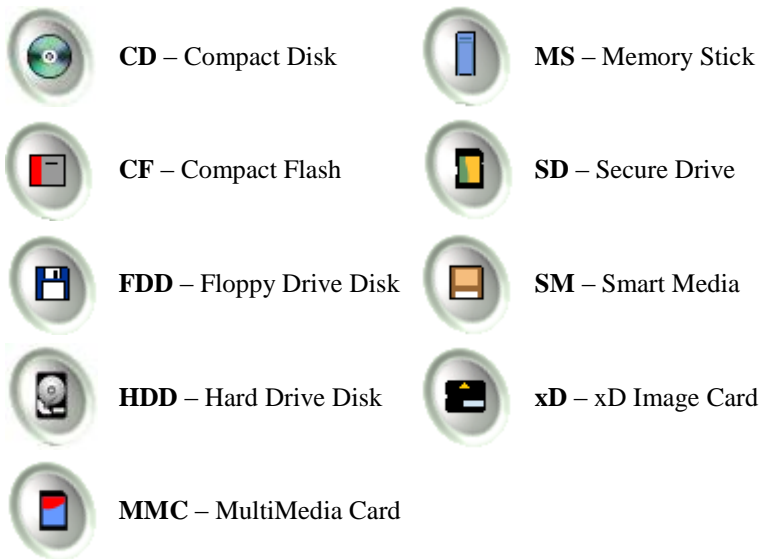 CD – Compact Disk
MS – Memory Stick
CF – Compact Flash
SD – Secure Drive
FDD – Floppy Drive Disk
SM – Smart Media
HDD – Hard Drive Disk
xD – xD Image Card
MMC – MultiMedia Card